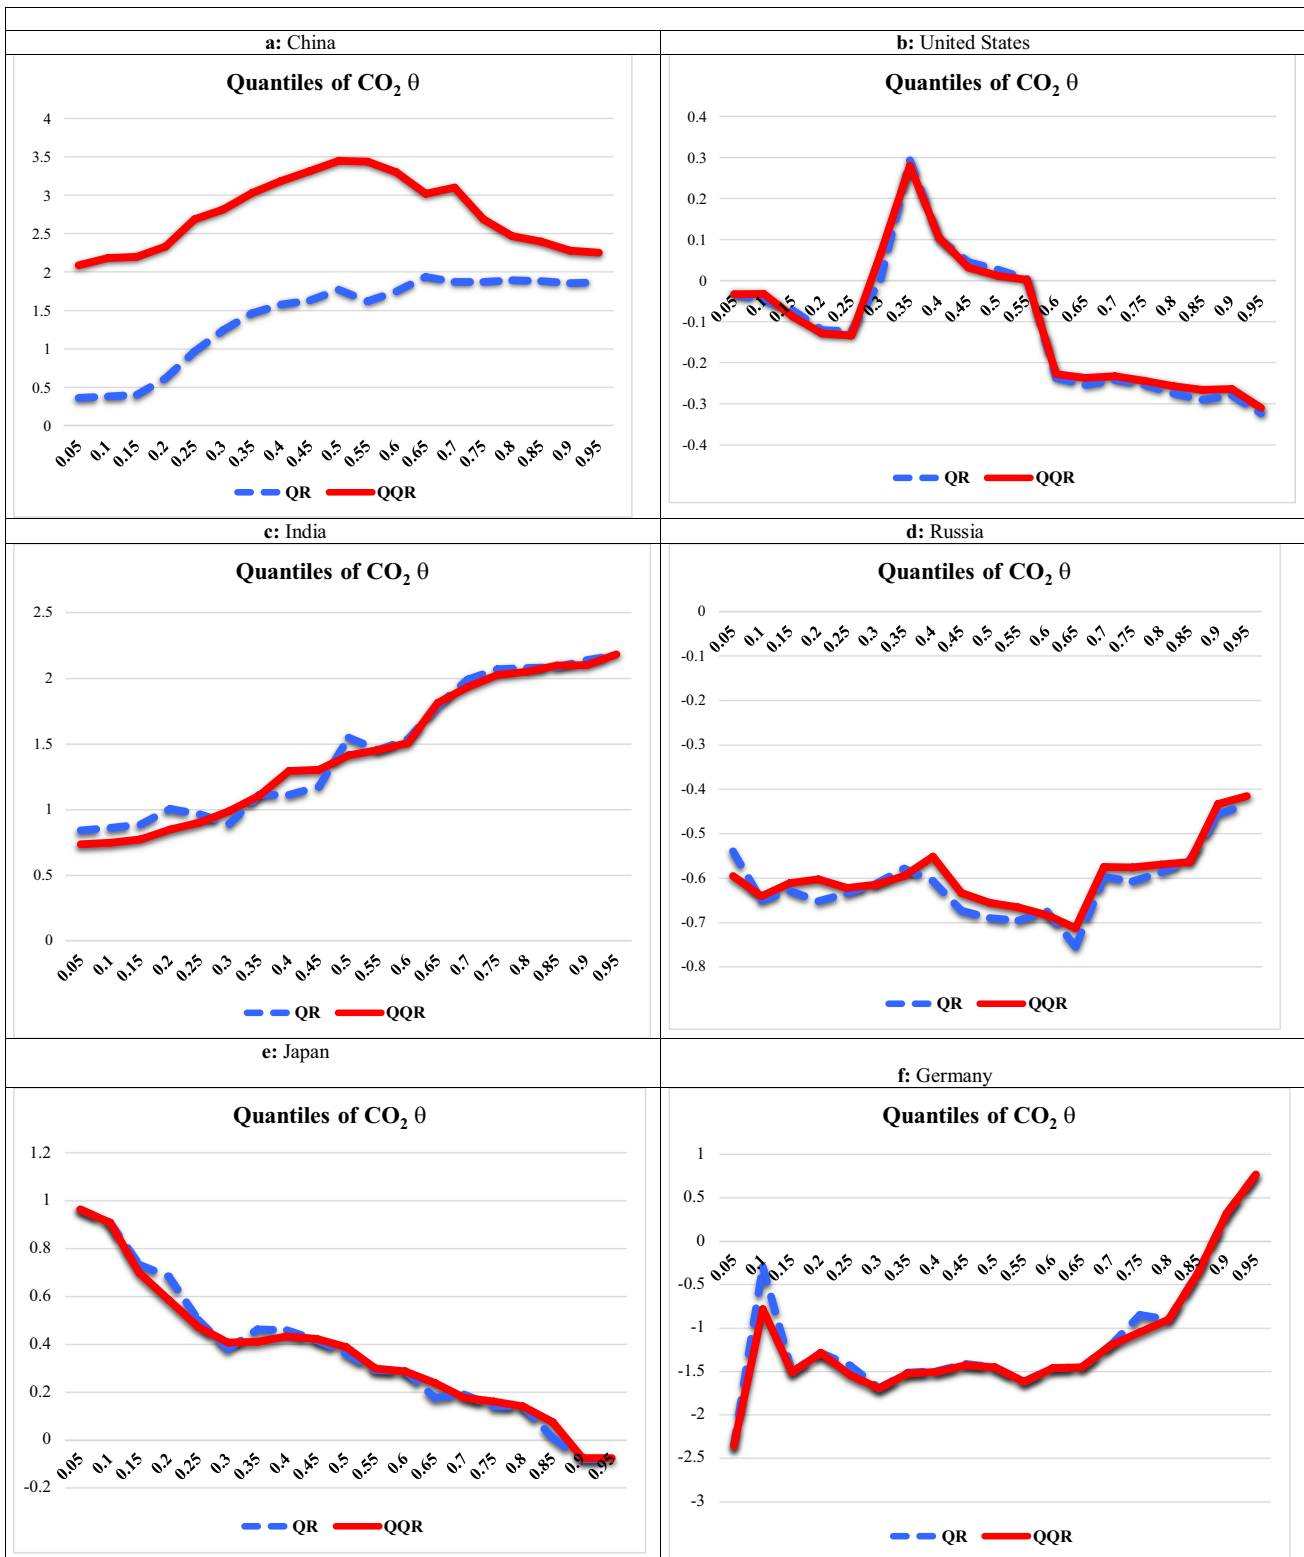 a: China
b: United States
Quantiles of CO₂ θ
4
3.5
3
2.5
2
1.5
1
0.5
0
0.05 0.1 0.15 0.2 0.25 0.3 0.35 0.4 0.45 0.5 0.55 0.6 0.65 0.7 0.75 0.8 0.85 0.9 0.95
QR QQR
Quantiles of CO₂ θ
0.4
0.3
0.2
0.1
0
-0.1
-0.2
-0.3
-0.4
0.05 0.1 0.15 0.2 0.25 0.3 0.35 0.4 0.45 0.5 0.55 0.6 0.65 0.7 0.75 0.8 0.85 0.9 0.95
QR QQR
c: India
d: Russia
Quantiles of CO₂ θ
2.5
2
1.5
1
0.5
0
0.05 0.1 0.15 0.2 0.25 0.3 0.35 0.4 0.45 0.5 0.55 0.6 0.65 0.7 0.75 0.8 0.85 0.9 0.95
QR QQR
Quantiles of CO₂ θ
0
-0.1
-0.2
-0.3
-0.4
-0.5
-0.6
-0.7
-0.8
0.05 0.1 0.15 0.2 0.25 0.3 0.35 0.4 0.45 0.5 0.55 0.6 0.65 0.7 0.75 0.8 0.85 0.9 0.95
QR QQR
e: Japan
f: Germany
Quantiles of CO₂ θ
1.2
1
0.8
0.6
0.4
0.2
0
-0.2
0.05 0.1 0.15 0.2 0.25 0.3 0.35 0.4 0.45 0.5 0.55 0.6 0.65 0.7 0.75 0.8 0.85 0.9 0.95
QR QQR
Quantiles of CO₂ θ
1
0.5
0
-0.5
-1
-1.5
-2
-2.5
-3
0.05 0.1 0.15 0.2 0.25 0.3 0.35 0.4 0.45 0.5 0.55 0.6 0.65 0.7 0.75 0.8 0.85 0.9 0.95
QR QQR